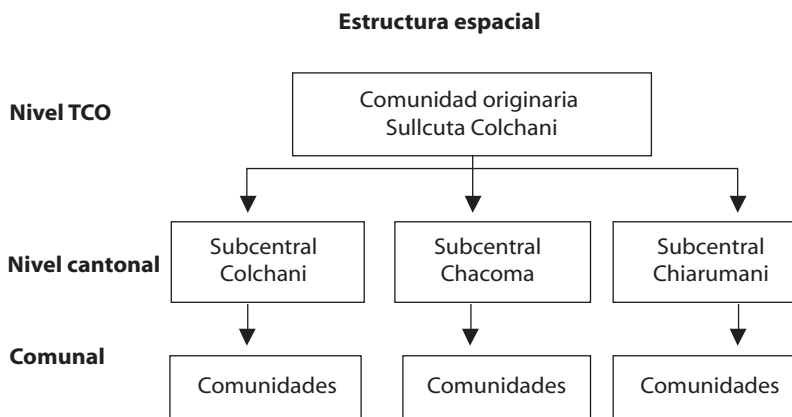 Estructura espacial
Nivel TCO
Comunidad originaria
Sullcuta Colchani
Nivel cantonal
Subcentral
Colchani
Subcentral
Chacoma
Subcentral
Chiarumani
Comunal
Comunidades
Comunidades
Comunidades